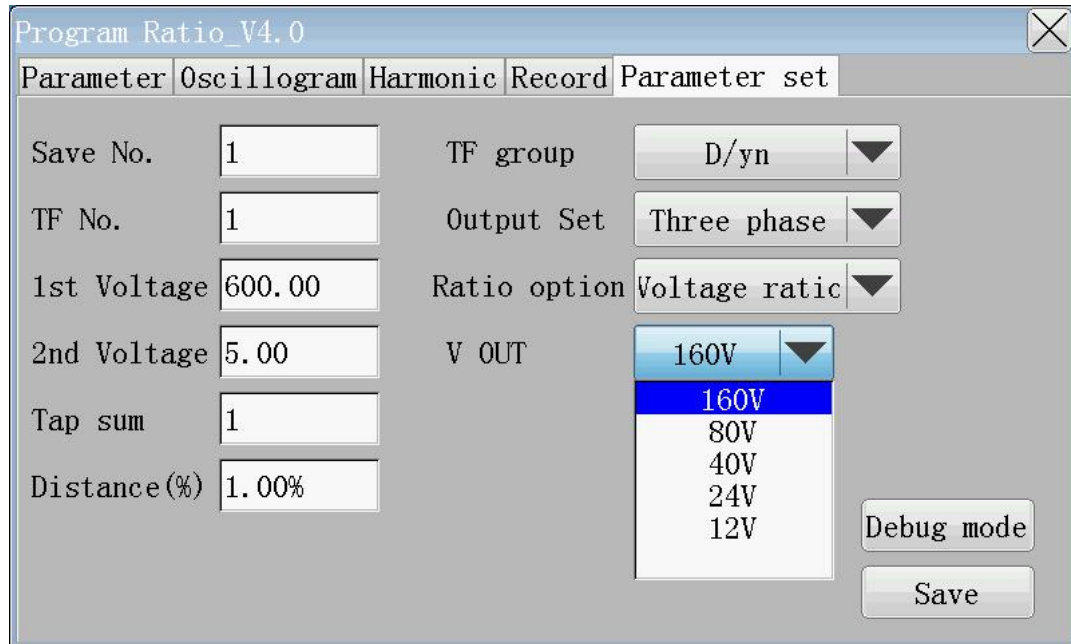 Program Ratio_V4.0
Parameter Oscillogram Harmonic Record Parameter set
Save No. 1 TF group D/yn
TF No. 1 Output Set Three phase
1st Voltage 600.00 Ratio option Voltage ratic
2nd Voltage 5.00 V OUT 160V
160V
Tap sum 1
80V
40V
Distance(%) 1.00%
24V
12V
Debug mode
Save